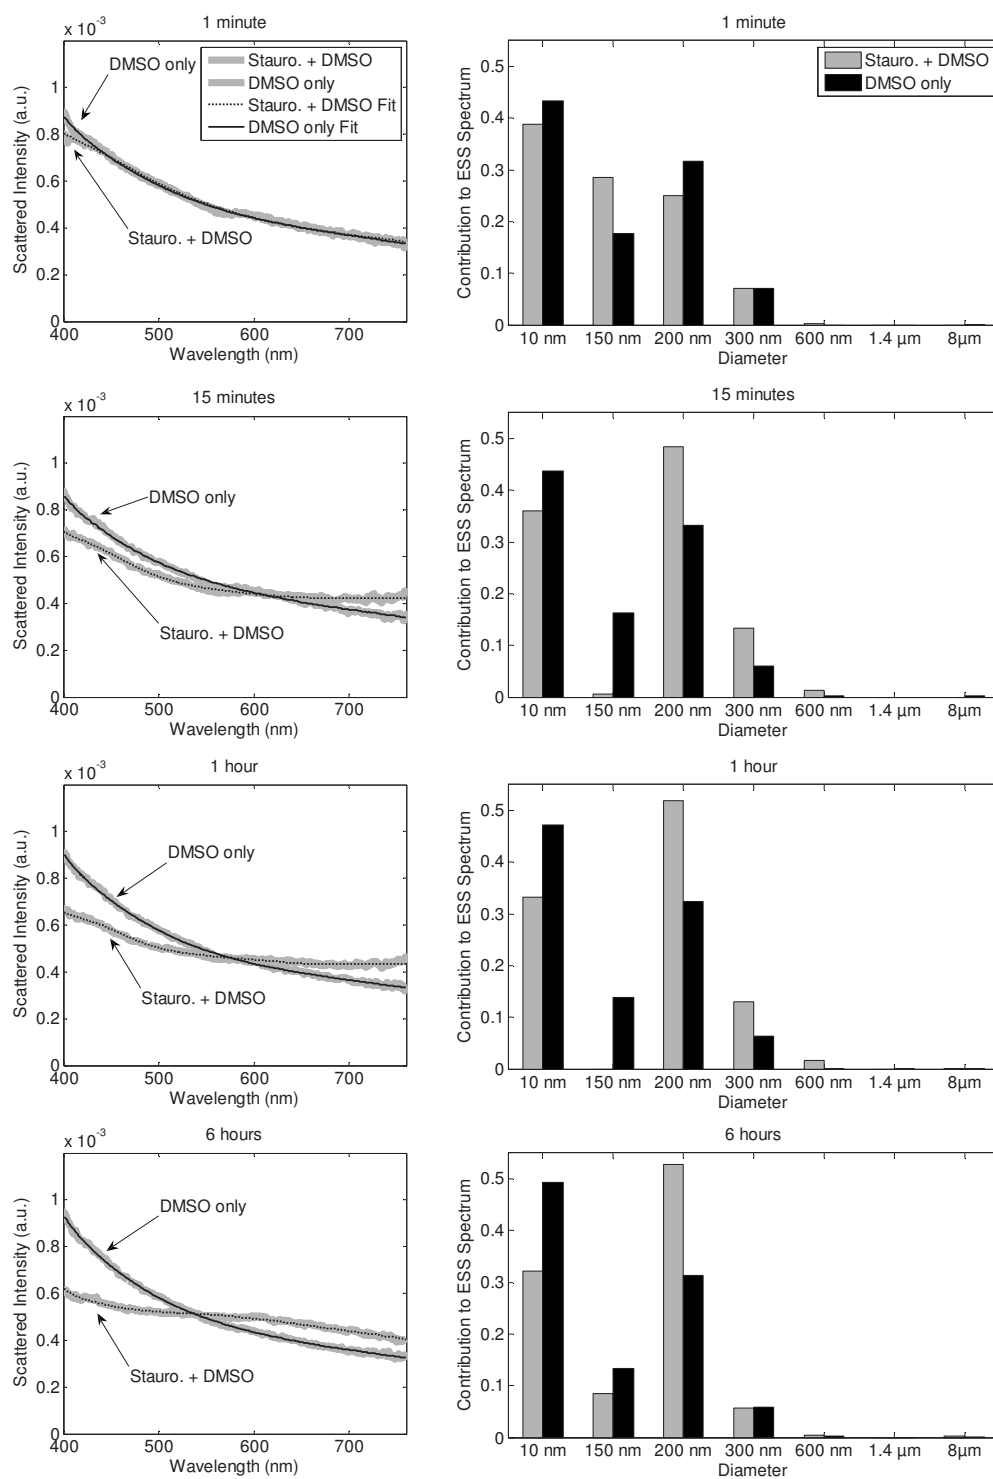 1 minute
x 10⁻³
Scattered Intensity (a.u.)
1
0.8
0.6
0.4
0.2
0
400 500 600 700
Wavelength (nm)
DMSO only
Stauro. + DMSO
Stauro. + DMSO
DMSO only
Stauro. + DMSO Fit
DMSO only Fit
1 minute
Contribution to ESS Spectrum
0.5
0.4
0.3
0.2
0.1
0
10 nm 150 nm 200 nm 300 nm 600 nm 1.4 µm 8µm
Diameter
Stauro. + DMSO
DMSO only
15 minutes
x 10⁻³
Scattered Intensity (a.u.)
1
0.8
0.6
0.4
0.2
0
400 500 600 700
Wavelength (nm)
DMSO only
Stauro. + DMSO
15 minutes
Contribution to ESS Spectrum
0.5
0.4
0.3
0.2
0.1
0
10 nm 150 nm 200 nm 300 nm 600 nm 1.4 µm 8µm
Diameter
1 hour
x 10⁻³
Scattered Intensity (a.u.)
1
0.8
0.6
0.4
0.2
0
400 500 600 700
Wavelength (nm)
DMSO only
Stauro. + DMSO
1 hour
Contribution to ESS Spectrum
0.5
0.4
0.3
0.2
0.1
0
10 nm 150 nm 200 nm 300 nm 600 nm 1.4 µm 8µm
Diameter
6 hours
x 10⁻³
Scattered Intensity (a.u.)
1
0.8
0.6
0.4
0.2
0
400 500 600 700
Wavelength (nm)
DMSO only
Stauro. + DMSO
6 hours
Contribution to ESS Spectrum
0.5
0.4
0.3
0.2
0.1
0
10 nm 150 nm 200 nm 300 nm 600 nm 1.4 µm 8µm
Diameter